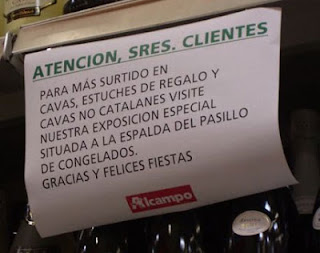 ATENCION, SRES. CLIENTES
PARA MÁS SURTIDO EN
CAVAS, ESTUCHES DE REGALO Y
CAVAS NO CATALANES VISITE
NUESTRA EXPOSICION ESPECIAL
SITUADA A LA ESPALDA DEL PASILLO
DE CONGELADOS.
GRACIAS Y FELICES FIESTAS
Alcampo